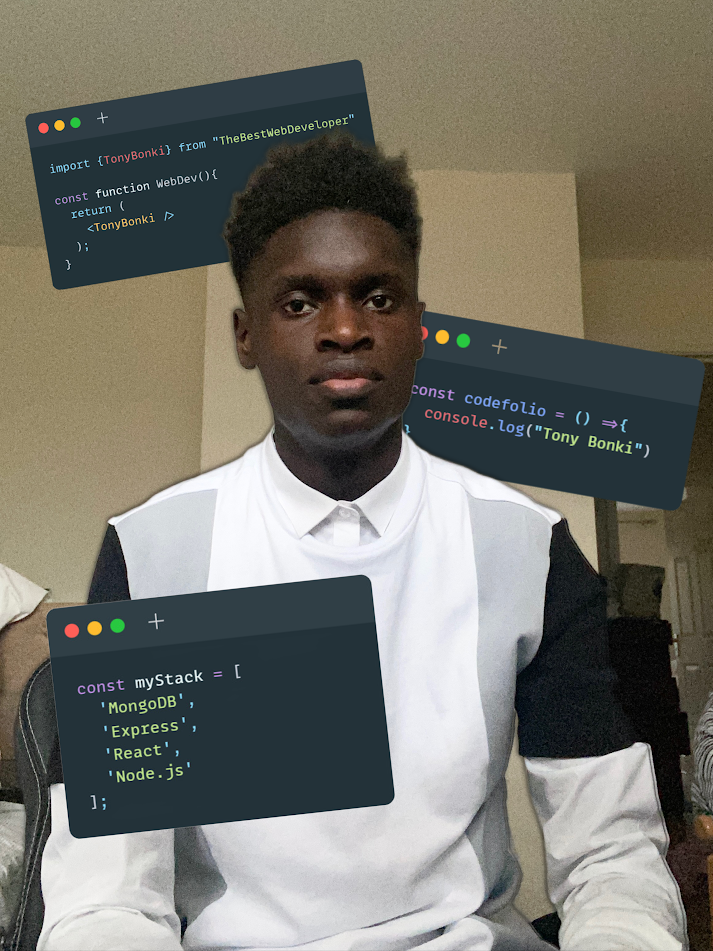 import {TonyBonki} from "TheBestWebDeveloper"
const function WebDev(){
return (
<TonyBonki />
);
}
const codefolio = () =>{
console.log("Tony Bonki")
}
const myStack = [
'MongoDB',
'Express',
'React',
'Node.js'
];